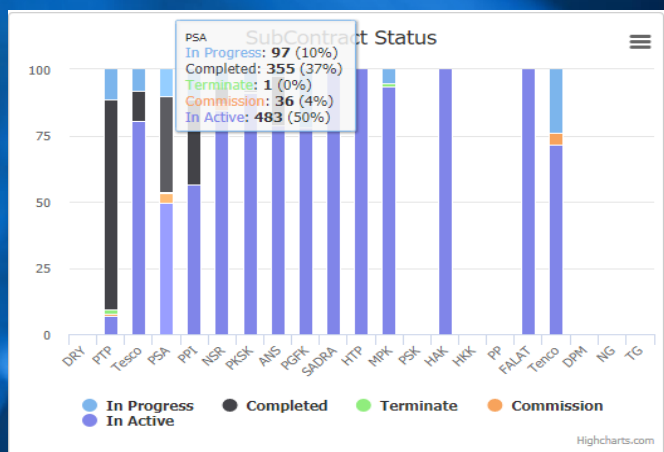 SubContract Status
PSA
In Progress: 97 (10%)
Completed: 355 (37%)
Terminate: 1 (0%)
Commission: 36 (4%)
In Active: 483 (50%)
100
75
50
25
0
DRY PTP Tesco PSA PPI NSR PKSK ANS PGFK SADRA HTP MPK PSK HAK HKK PP FALAT Tenco DPM NG TG
In Progress Completed Terminate Commission
In Active
Highcharts.com